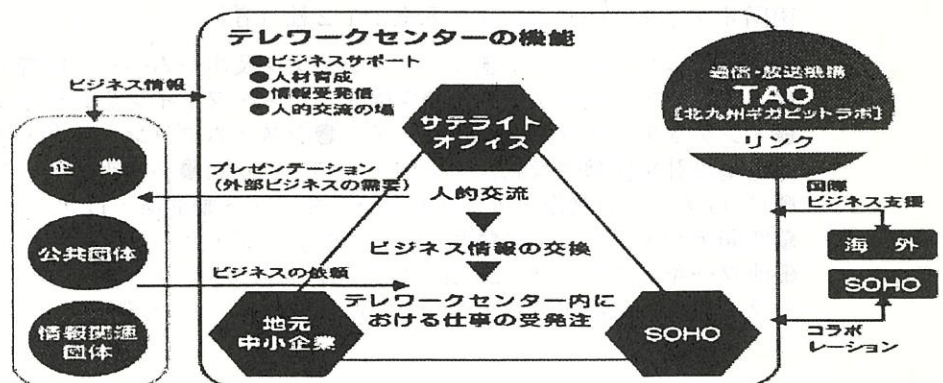 テレワークセンターの機能
●ビジネスサポート
●人材育成
●情報受発信
●人的交流の場
ビジネス情報
企 業
公共団体
情報関連
団体
プレゼンテーション
(外部ビジネスの需要)
ビジネスの依頼
サテライト
オフィス
人的交流
ビジネス情報の交換
テレワークセンター内に
おける仕事の受発注
地元
中小企業
SOHO
通信・放送機構
TAO
[北九州ギガビットラボ]
リンク
国際
ビジネス支援
海 外
SOHO
コラボ
レーション